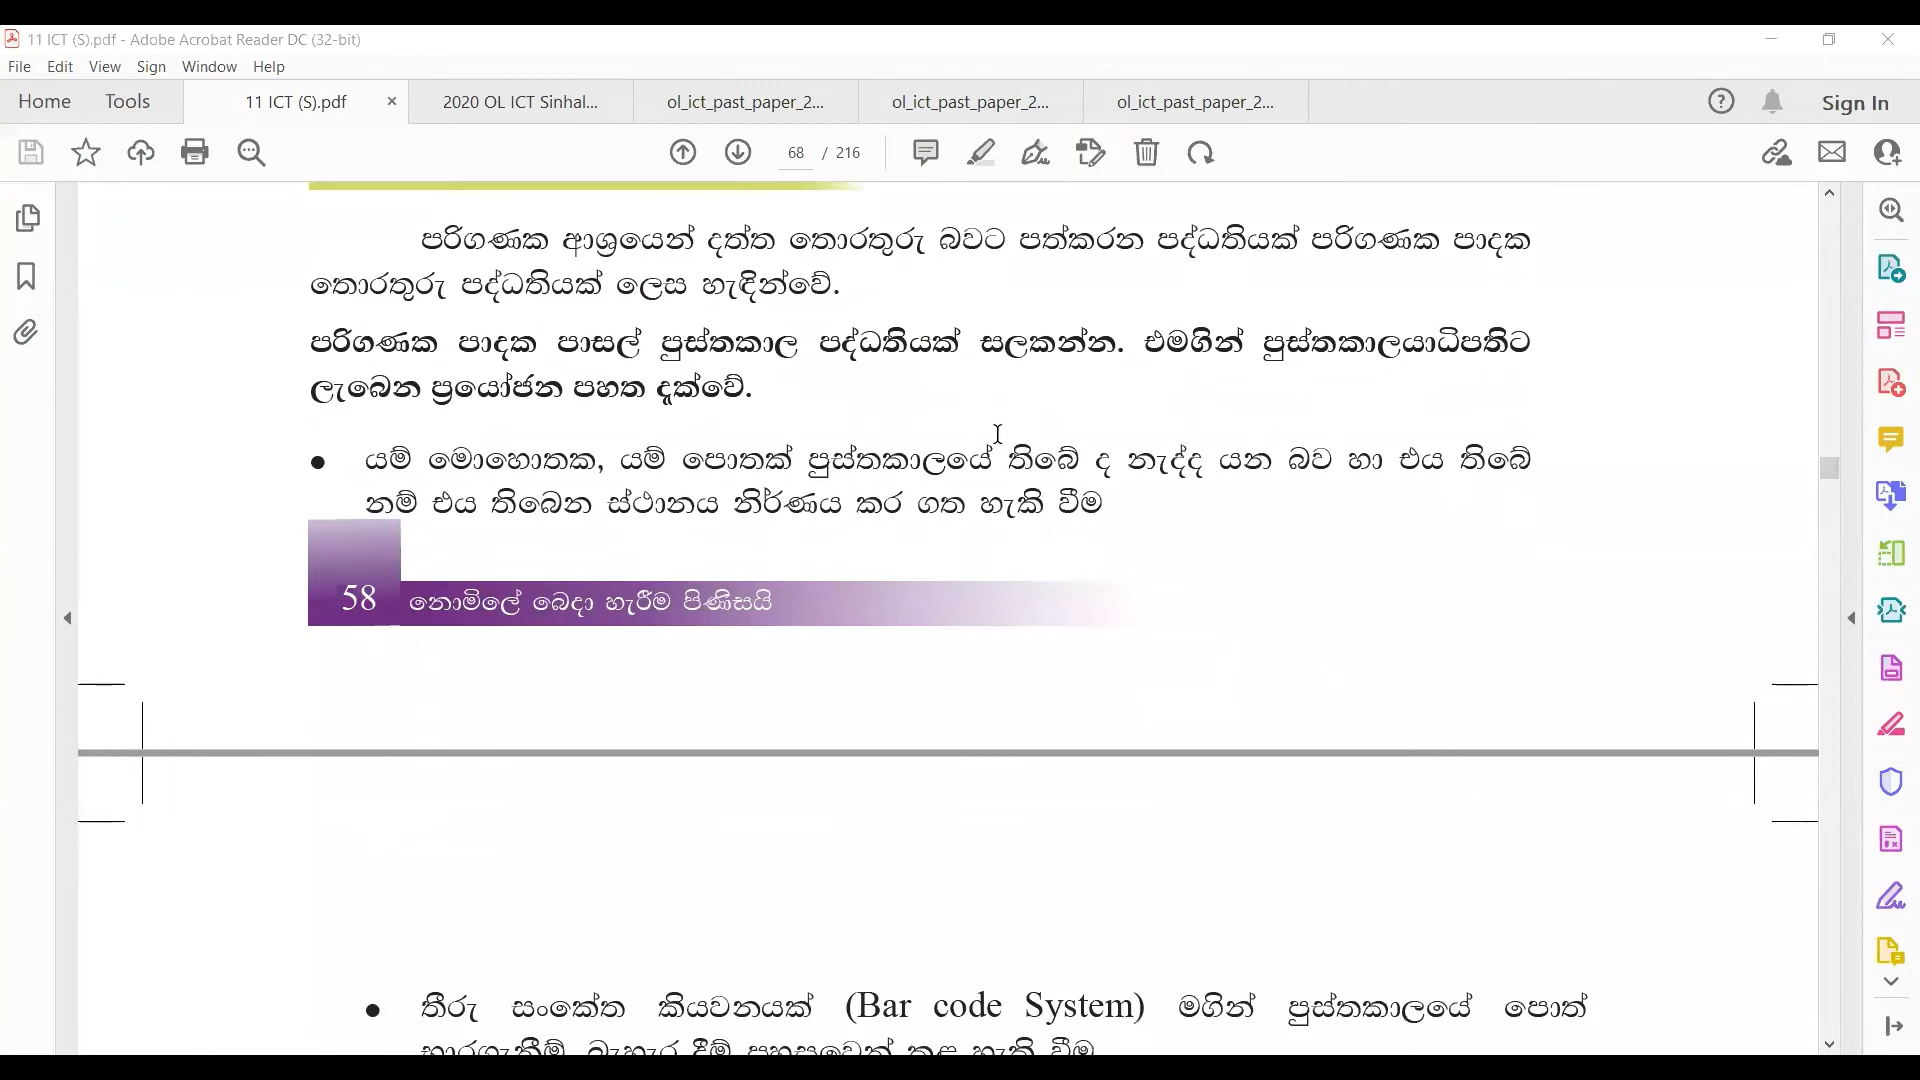 11 ICT (S).pdf - Adobe Acrobat Reader DC (32-bit)
File Edit View Sign Window Help
Home Tools 11 ICT (S).pdf × 2020 OL ICT Sinhal... ol_ict_past_paper_2... ol_ict_past_paper_2... ol_ict_past_paper_2... Sign In
68 / 216
පරිගණක ආශ්‍රයෙන් දත්ත තොරතුරු බවට පත්කරන පද්ධතියක් පරිගණක පාදක
තොරතුරු පද්ධතියක් ලෙස හැඳින්වේ.
පරිගණක පාදක පාසල් පුස්තකාල පද්ධතියක් සලකන්න. එමගින් පුස්තකාලයාධිපතිට
ලැබෙන ප්‍රයෝජන පහත දැක්වේ.
● යම් මොහොතක, යම් පොතක් පුස්තකාලයේ තිබේ ද නැද්ද යන බව හා එය තිබේ
නම් එය තිබෙන ස්ථානය නිර්ණය කර ගත හැකි වීම
58 නොමිලේ බෙදා හැරීම පිණිසයි
● තීරු සංකේත කියවනයක් (Bar code System) මගින් පුස්තකාලයේ පොත්
භාරගැනීම්, බැහැර දීම් පහසුවෙන් කළ හැකි වීම